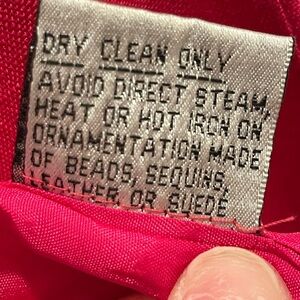 DRY CLEAN ONLY
AVOID DIRECT STEAM,
HEAT OR HOT IRON ON
ORNAMENTATION MADE
OF BEADS, SEQUINS,
LEATHER, OR SUEDE